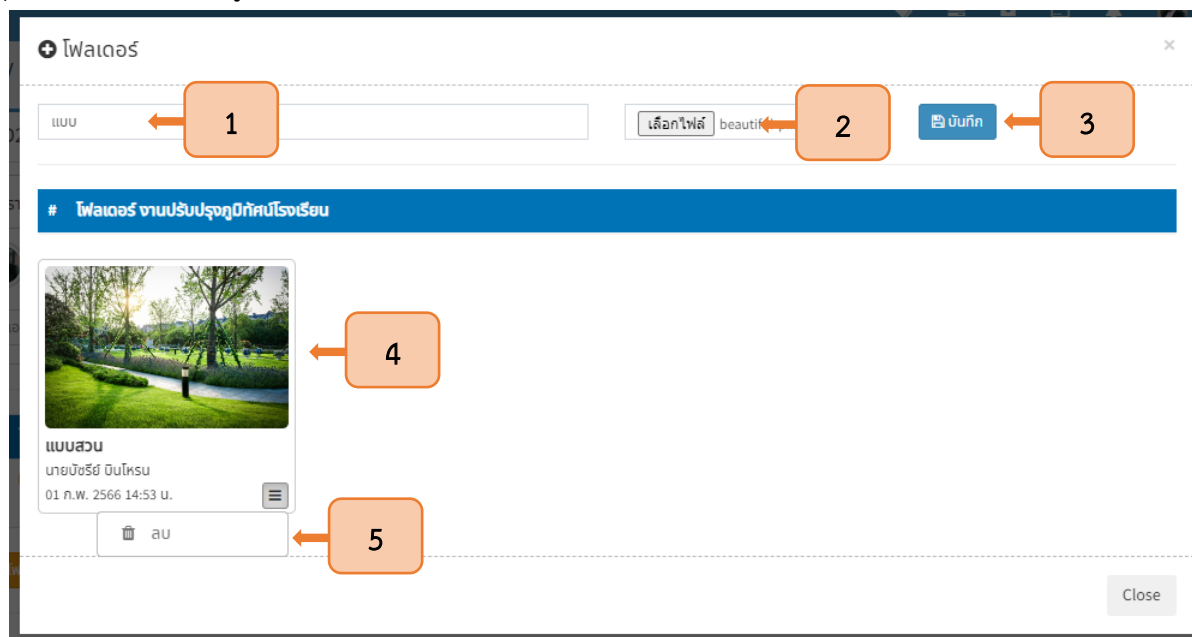 โฟลเดอร์ ×
แบบ 1 เลือกไฟล์ 2 บันทึก 3
# โฟลเดอร์ งานปรับปรุงภูมิทัศน์โรงเรียน
4
แบบสวน
นายบัซรีย์ บินโหรน
01 ก.พ. 2566 14:53 น.
ลบ 5
Close